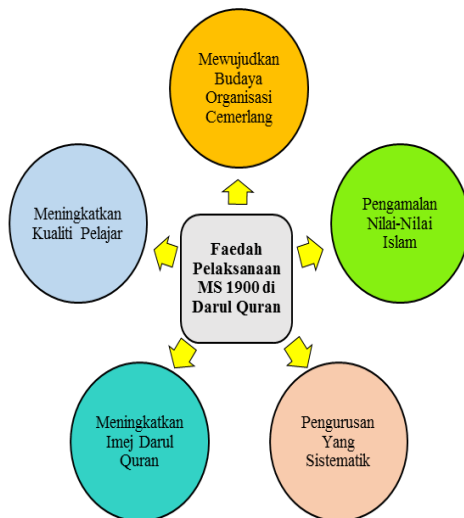 Mewujudkan
Budaya
Organisasi
Cemerlang
Meningkatkan
Kualiti Pelajar
Pengamalan
Nilai-Nilai
Islam
Faedah
Pelaksanaan
MS 1900 di
Darul Quran
Meningkatkan
Imej Darul
Quran
Pengurusan
Yang
Sistematik